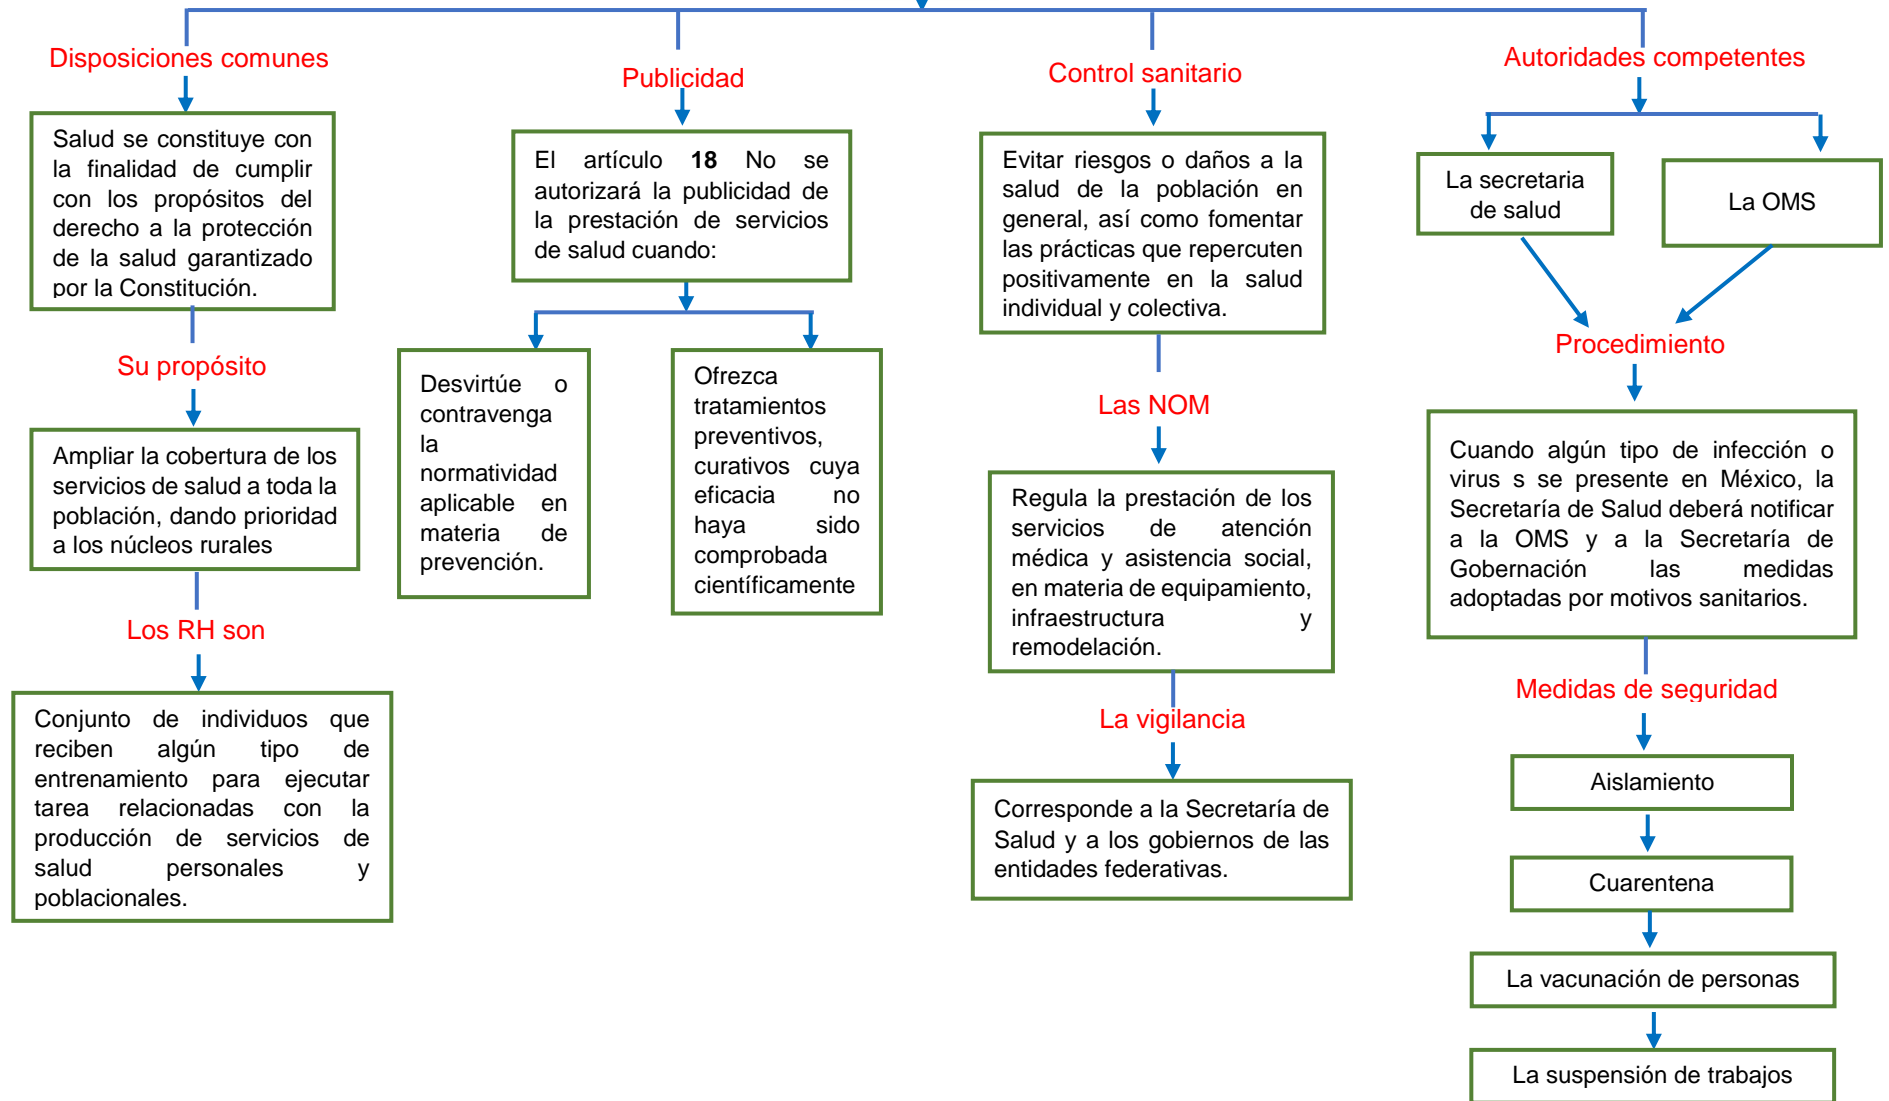 Disposiciones comunes
Salud se constituye con
la finalidad de cumplir
con los propósitos del
derecho a la protección
de la salud garantizado
por la Constitución.
Su propósito
Ampliar la cobertura de los
servicios de salud a toda la
población, dando prioridad
a los núcleos rurales
Los RH son
Conjunto de individuos que
reciben algún tipo de
entrenamiento para ejecutar
tarea relacionadas con la
producción de servicios de
salud personales y
poblacionales.
Publicidad
El artículo 18 No se
autorizará la publicidad de
la prestación de servicios
de salud cuando:
Desvirtúe o
contravenga
la
normatividad
aplicable en
materia de
prevención.
Ofrezca
tratamientos
preventivos,
curativos cuya
eficacia no
haya sido
comprobada
científicamente
Control sanitario
Evitar riesgos o daños a la
salud de la población en
general, así como fomentar
las prácticas que repercuten
positivamente en la salud
individual y colectiva.
Las NOM
Regula la prestación de los
servicios de atención
médica y asistencia social,
en materia de equipamiento,
infraestructura y
remodelación.
La vigilancia
Corresponde a la Secretaría de
Salud y a los gobiernos de las
entidades federativas.
Autoridades competentes
La secretaria
de salud
La OMS
Procedimiento
Cuando algún tipo de infección o
virus s se presente en México, la
Secretaría de Salud deberá notificar
a la OMS y a la Secretaría de
Gobernación las medidas
adoptadas por motivos sanitarios.
Medidas de seguridad
Aislamiento
Cuarentena
La vacunación de personas
La suspensión de trabajos